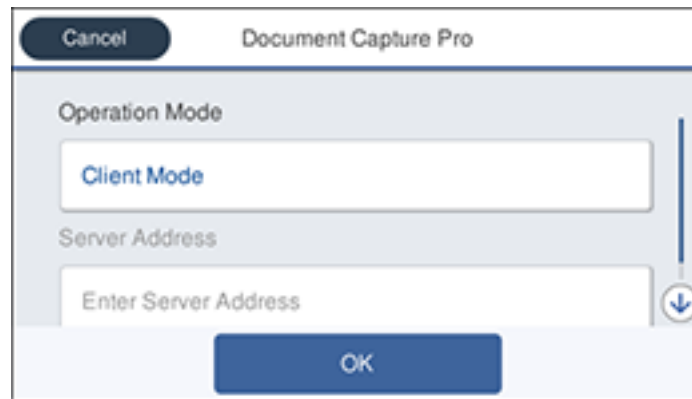 Cancel
Document Capture Pro
Operation Mode
Client Mode
Server Address
Enter Server Address
OK